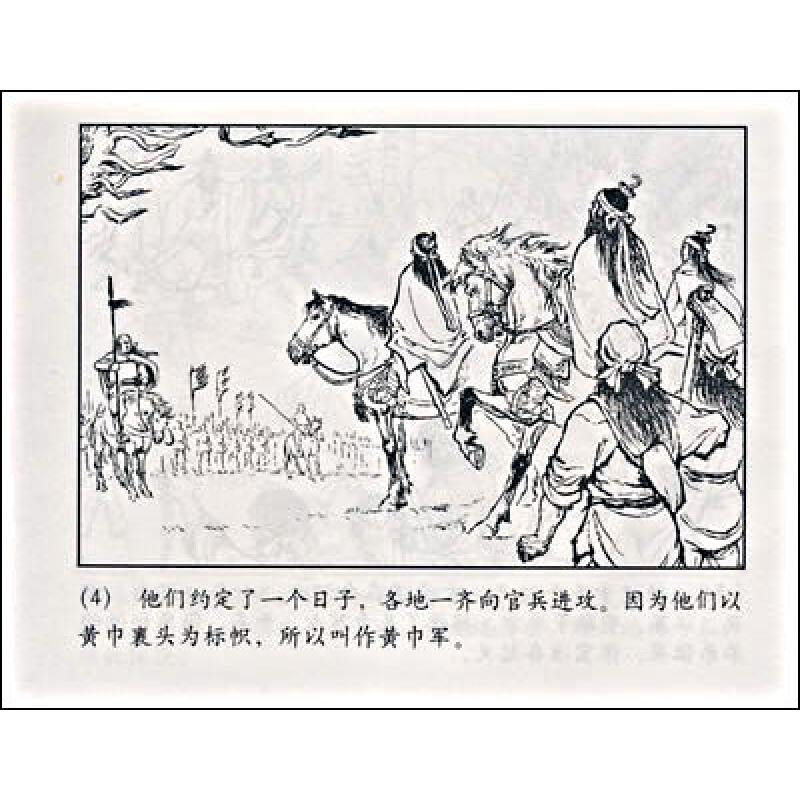 (4) 他们约定了一个日子，各地一齐向官兵进攻。因为他们以
黄巾裹头为标帜，所以叫作黄巾军。